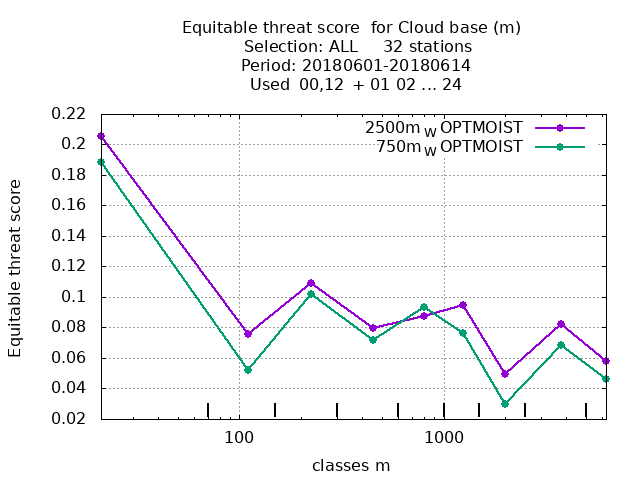 Equitable threat score for Cloud base (m)
Selection: ALL 32 stations
Period: 20180601-20180614
Used 00,12 + 01 02 ... 24
2500m W OPTMOIST
750m W OPTMOIST
0.22
0.2
0.18
0.16
0.14
0.12
0.1
0.08
0.06
0.04
0.02
Equitable threat score
100 1000
classes m